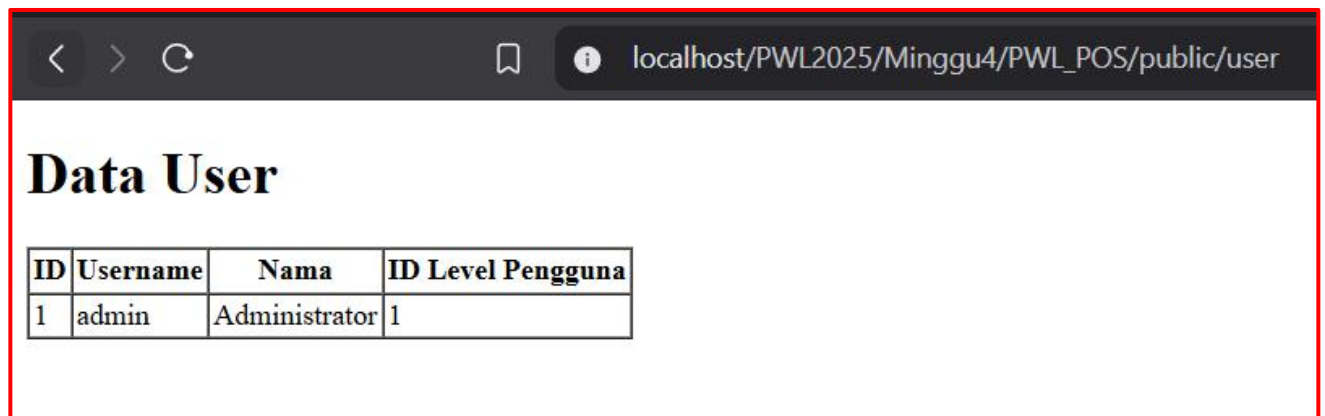 localhost/PWL2025/Minggu4/PWL_POS/public/user
Data User
ID Username Nama ID Level Pengguna
1 admin Administrator 1